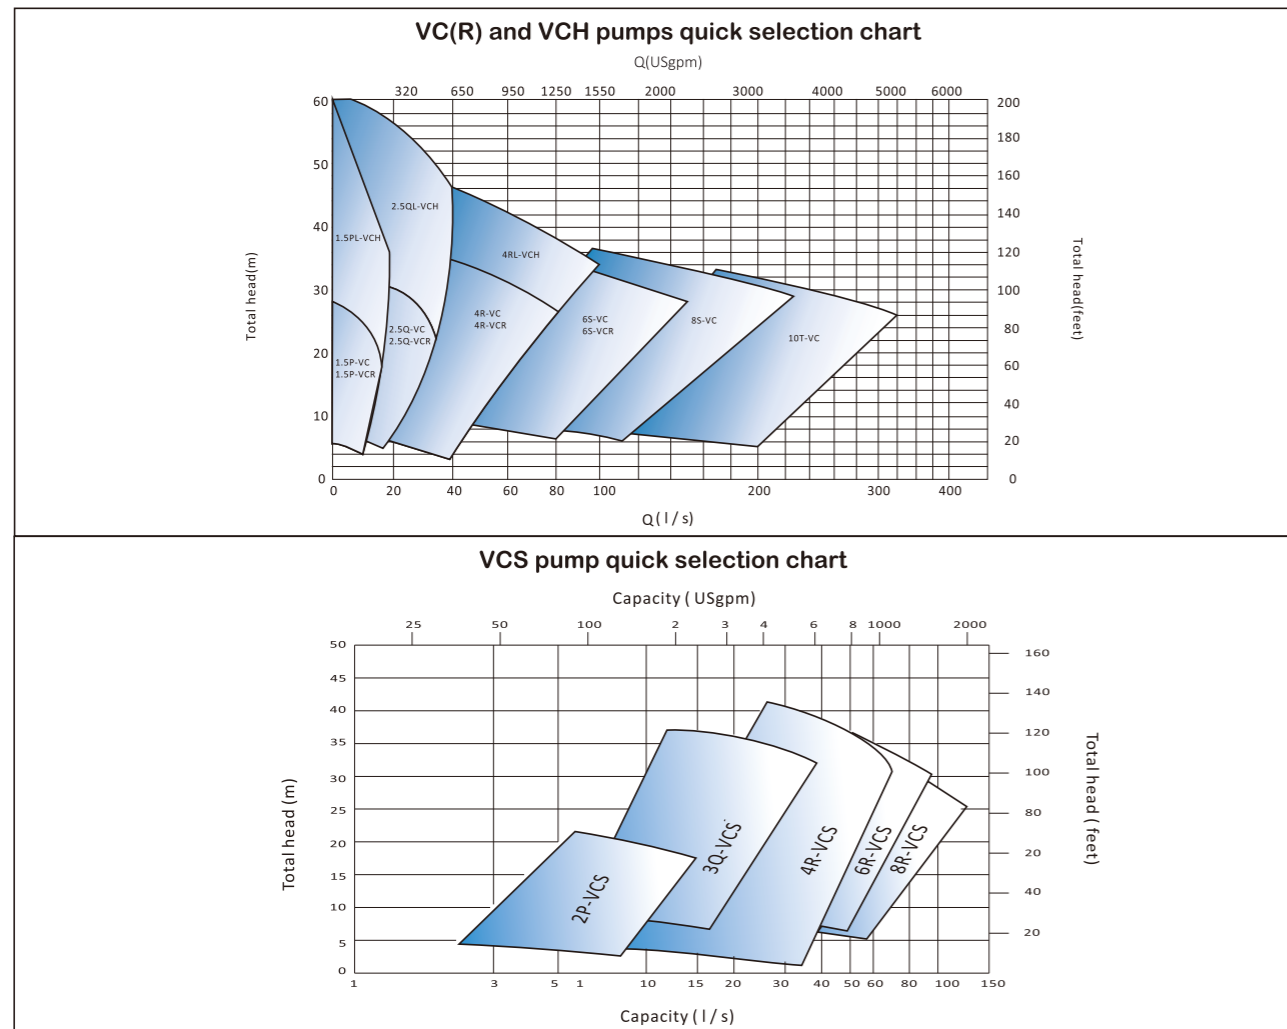 VC(R) and VCH pumps quick selection chart
Q(USgpm)
320 650 950 1250 1550 2000 3000 4000 5000 6000
60 200
180
50 160
2.5QL-VCH
140
40
1.5PL-VCH
4RL-VCH
120
Total head(m)
Total head(feet)
30 100
4R-VC
4R-VCR
6S-VC
6S-VCR
8S-VC
80
2.5Q-VC
2.5Q-VCR
10T-VC
20
1.5P-VC
1.5P-VCR
60
10 40
20
0 0
0 20 40 60 80 100 200 300 400
Q ( l / s )
VCS pump quick selection chart
Capacity ( USgpm)
25 50 100 2 3 4 6 8 1000 2000
50 160
45
140
40
35 120
30 100
Total head (m)
Total head ( feet)
25 80
20 20
3Q-VCS
4R-VCS
6R-VCS
8R-VCS
15
2P-VCS
40
10
20
5
0
1 3 5 1 10 15 20 30 40 50 60 80 100 150
Capacity ( l / s )